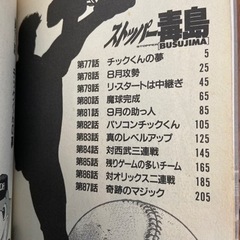 ストッパー毒島
BUSUJIMA
第77話 チックくんの夢 5
第78話 8月攻勢 25
第79話 リ・スタートは中継ぎ 45
第80話 魔球完成 65
第81話 9月の助っ人 85
第82話 パソコンチックくん 105
第83話 真のレベルアップ 125
第84話 対西武三連戦 145
第85話 残りゲームの多いチーム 165
第86話 対オリックス二連戦 187
第87話 奇跡のマジック 205